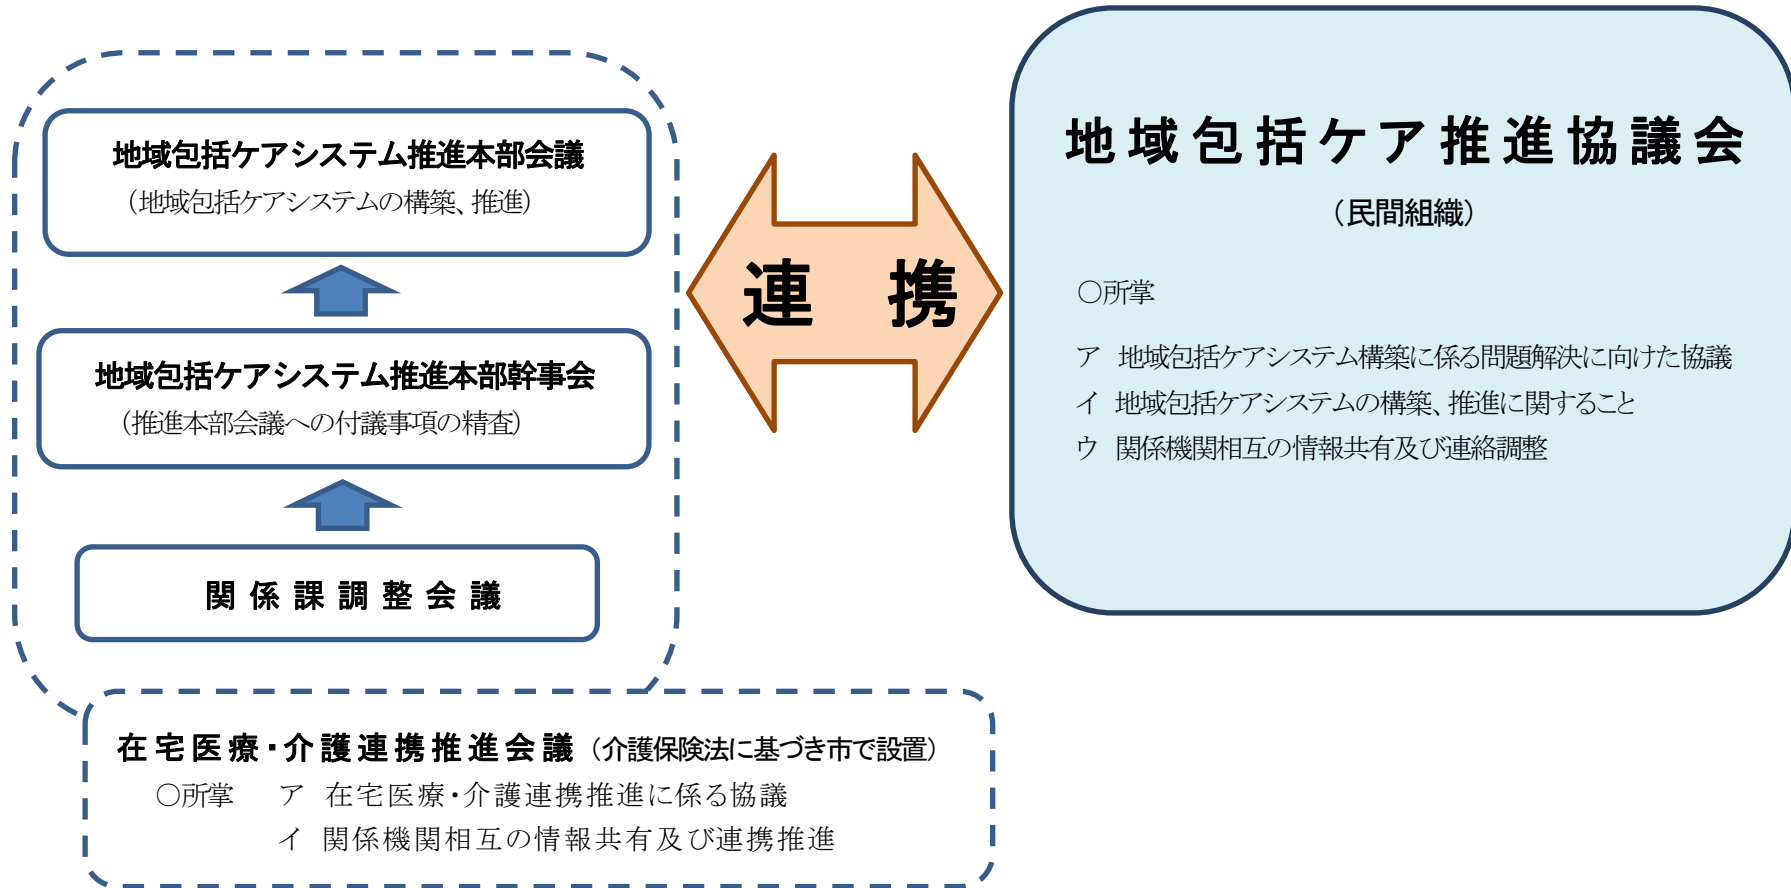 地域包括ケアシステム推進本部会議
（地域包括ケアシステムの構築、推進）
地域包括ケアシステム推進本部幹事会
（推進本部会議への付議事項の精査）
関係課調整会議
連　携
地域包括ケア推進協議会
（民間組織）
○所掌
ア　地域包括ケアシステム構築に係る問題解決に向けた協議
イ　地域包括ケアシステムの構築、推進に関すること
ウ　関係機関相互の情報共有及び連絡調整
在宅医療・介護連携推進会議（介護保険法に基づき市で設置）
○所掌　ア　在宅医療・介護連携推進に係る協議
イ　関係機関相互の情報共有及び連携推進